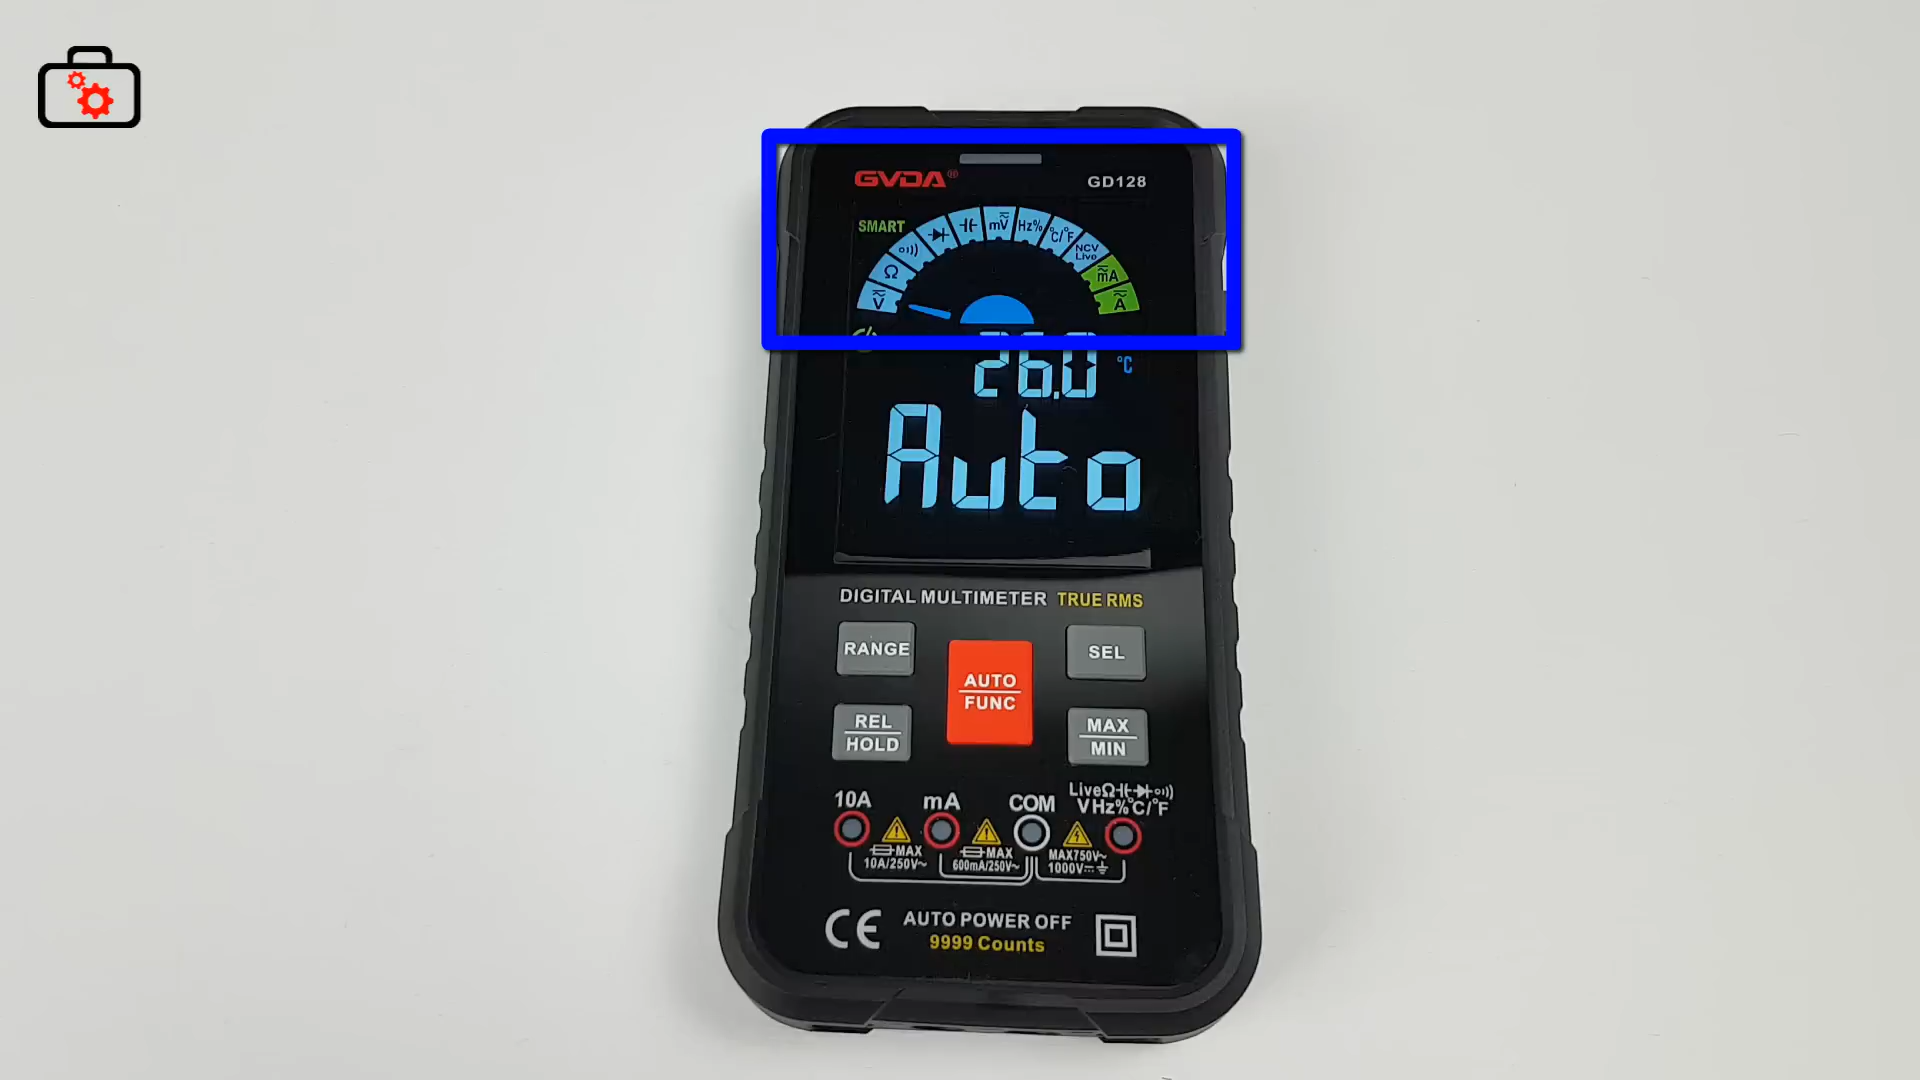 GVDA®
GD128
SMART
V Ω mV Hz% °C/°F NCV Live mA A
26.0 °C
Auto
DIGITAL MULTIMETER TRUE RMS
RANGE
SEL
AUTO
FUNC
REL
HOLD
MAX
MIN
10A mA COM LiveΩ
VHz%°C/°F
MAX
10A/250V~
MAX
600mA/250V~
MAX750V~
1000V
CE
AUTO POWER OFF
9999 Counts